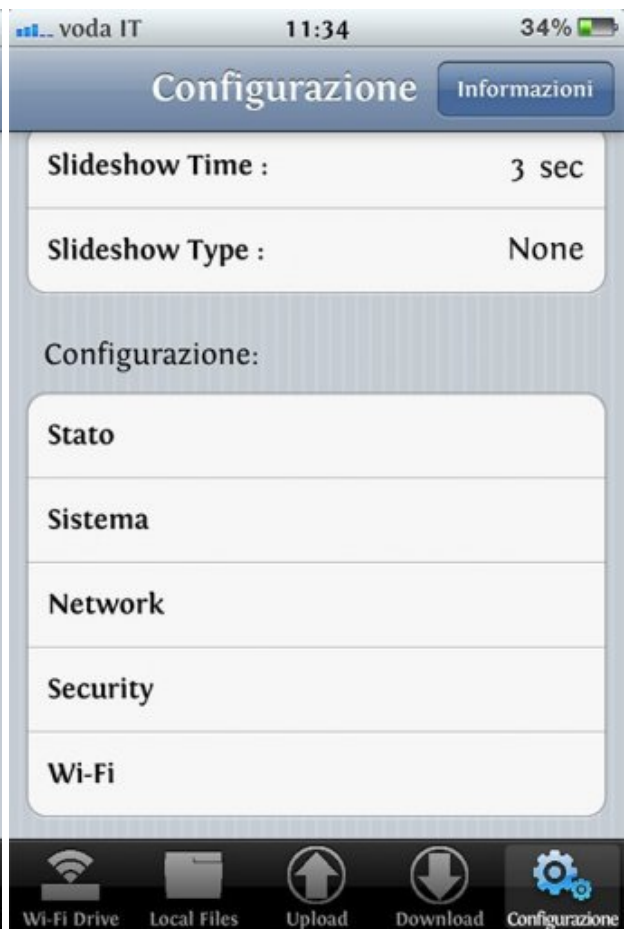 voda IT 11:34 34%
Configurazione Informazioni
Slideshow Time : 3 sec
Slideshow Type : None
Configurazione:
Stato
Sistema
Network
Security
Wi-Fi
Wi-Fi Drive Local Files Upload Download Configurazione